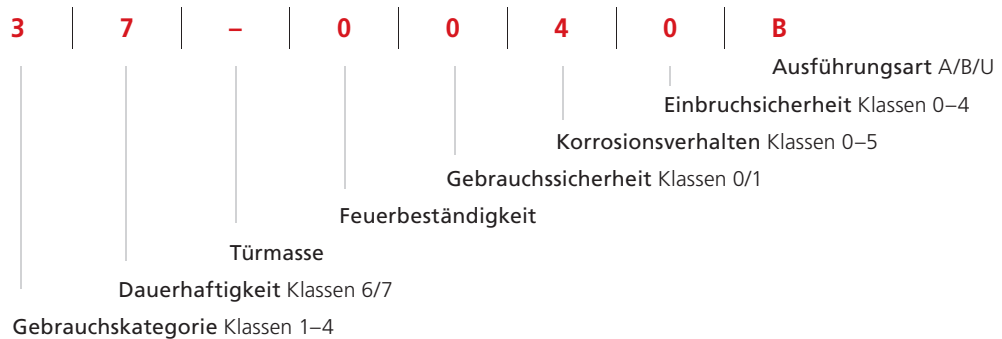 3 7 – 0 0 4 0 B
Ausführungsart A/B/U
Einbruchsicherheit Klassen 0–4
Korrosionsverhalten Klassen 0–5
Gebrauchssicherheit Klassen 0/1
Feuerbeständigkeit
Türmasse
Dauerhaftigkeit Klassen 6/7
Gebrauchskategorie Klassen 1–4